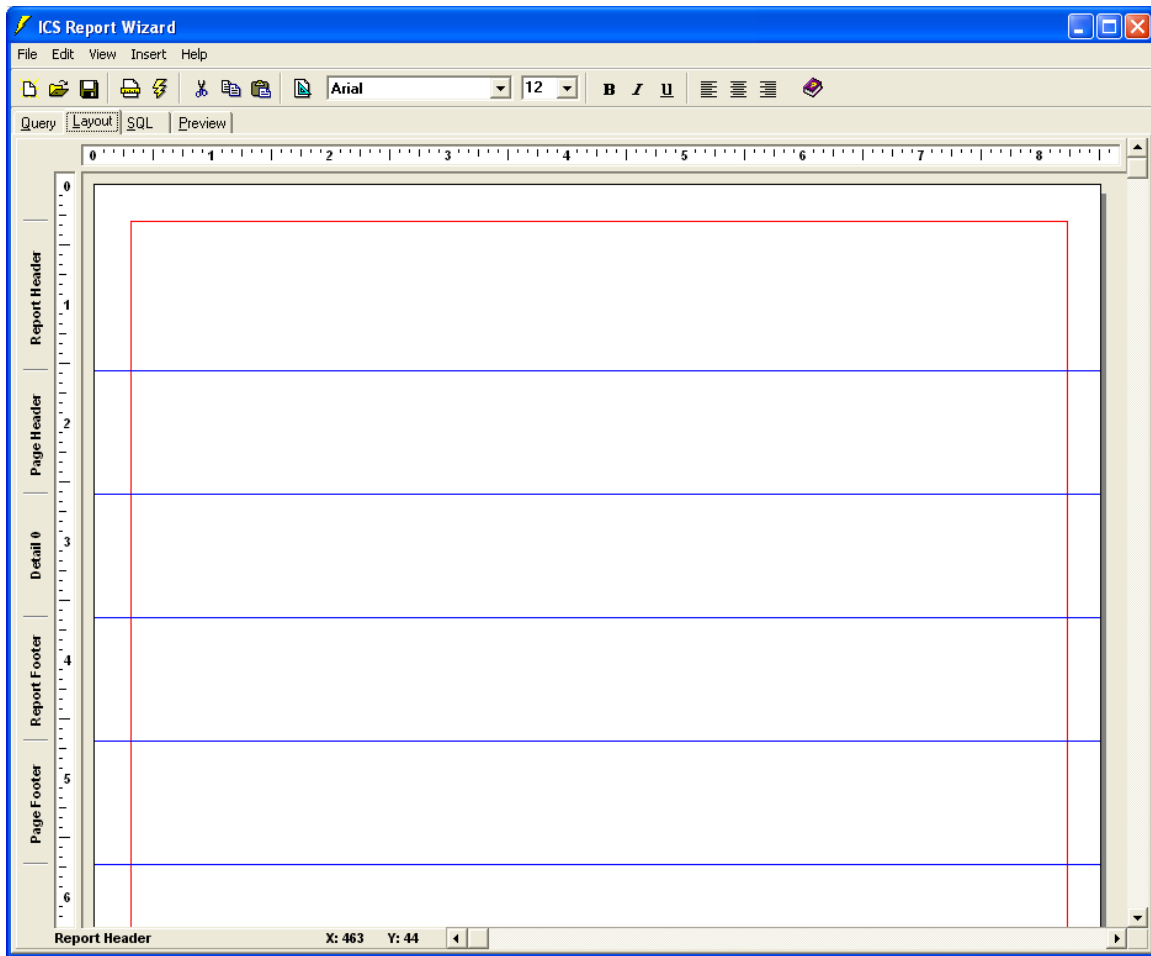 ICS Report Wizard
File Edit View Insert Help
Arial 12 B I U
Query Layout SQL Preview
0 1 2 3 4 5 6 7 8
0
Report Header
1
Page Header
2
Detail 0
3
Report Footer
4
Page Footer
5
6
Report Header X: 463 Y: 44